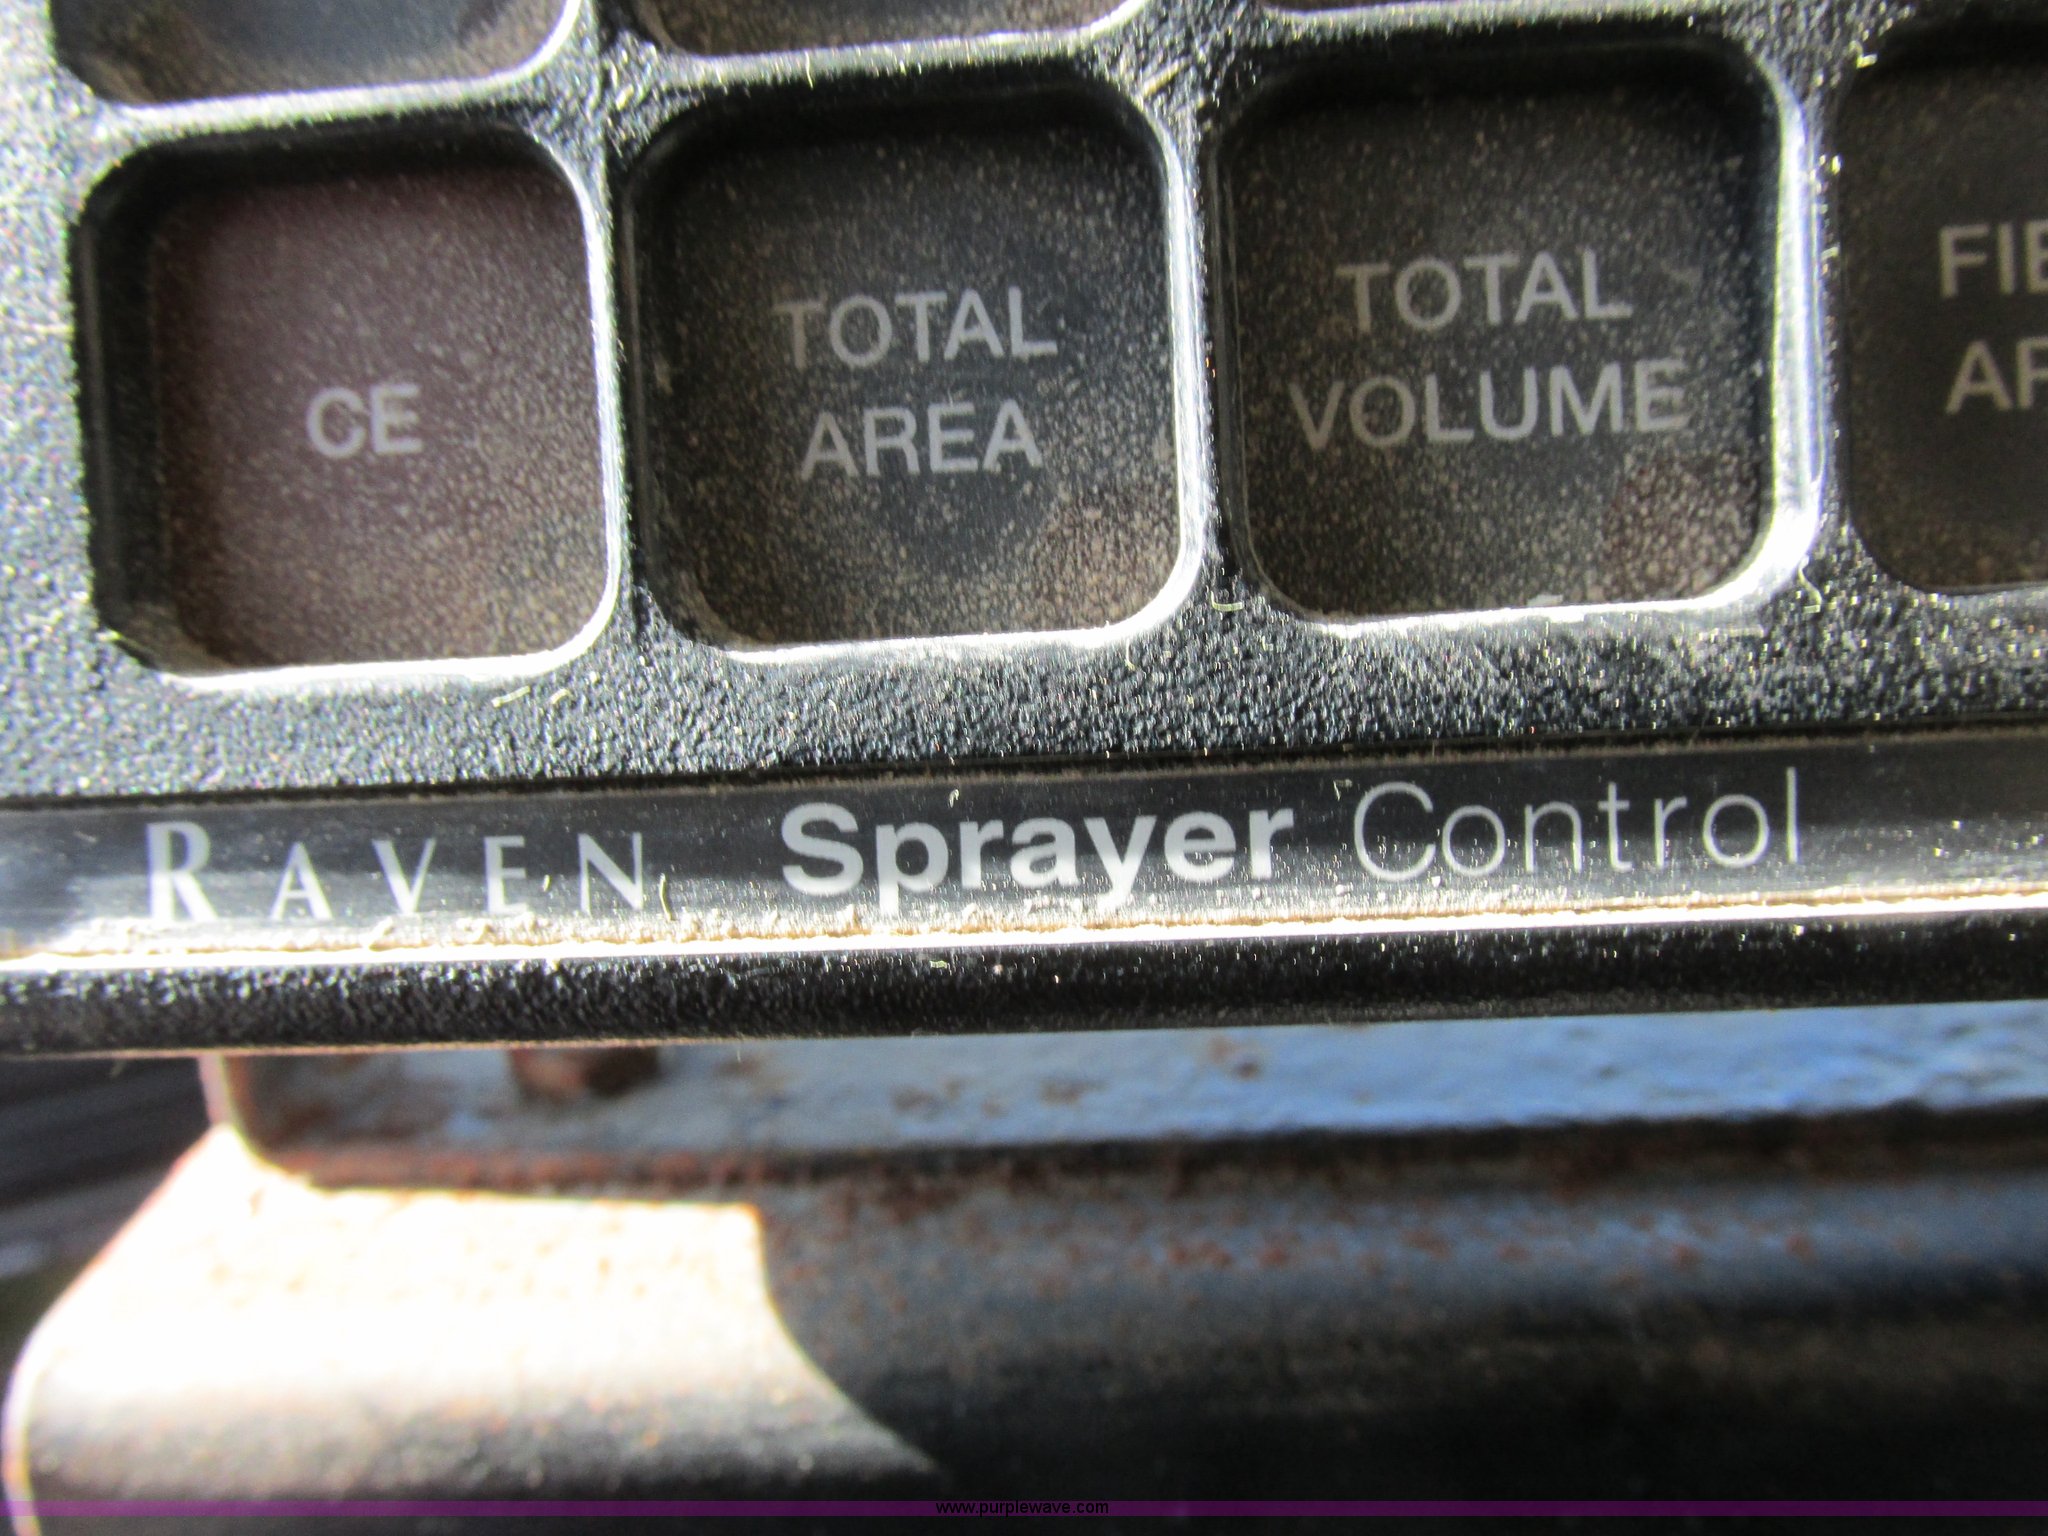 CE
TOTAL
AREA
TOTAL
VOLUME
RAVEN Sprayer Control
www.purplewave.com